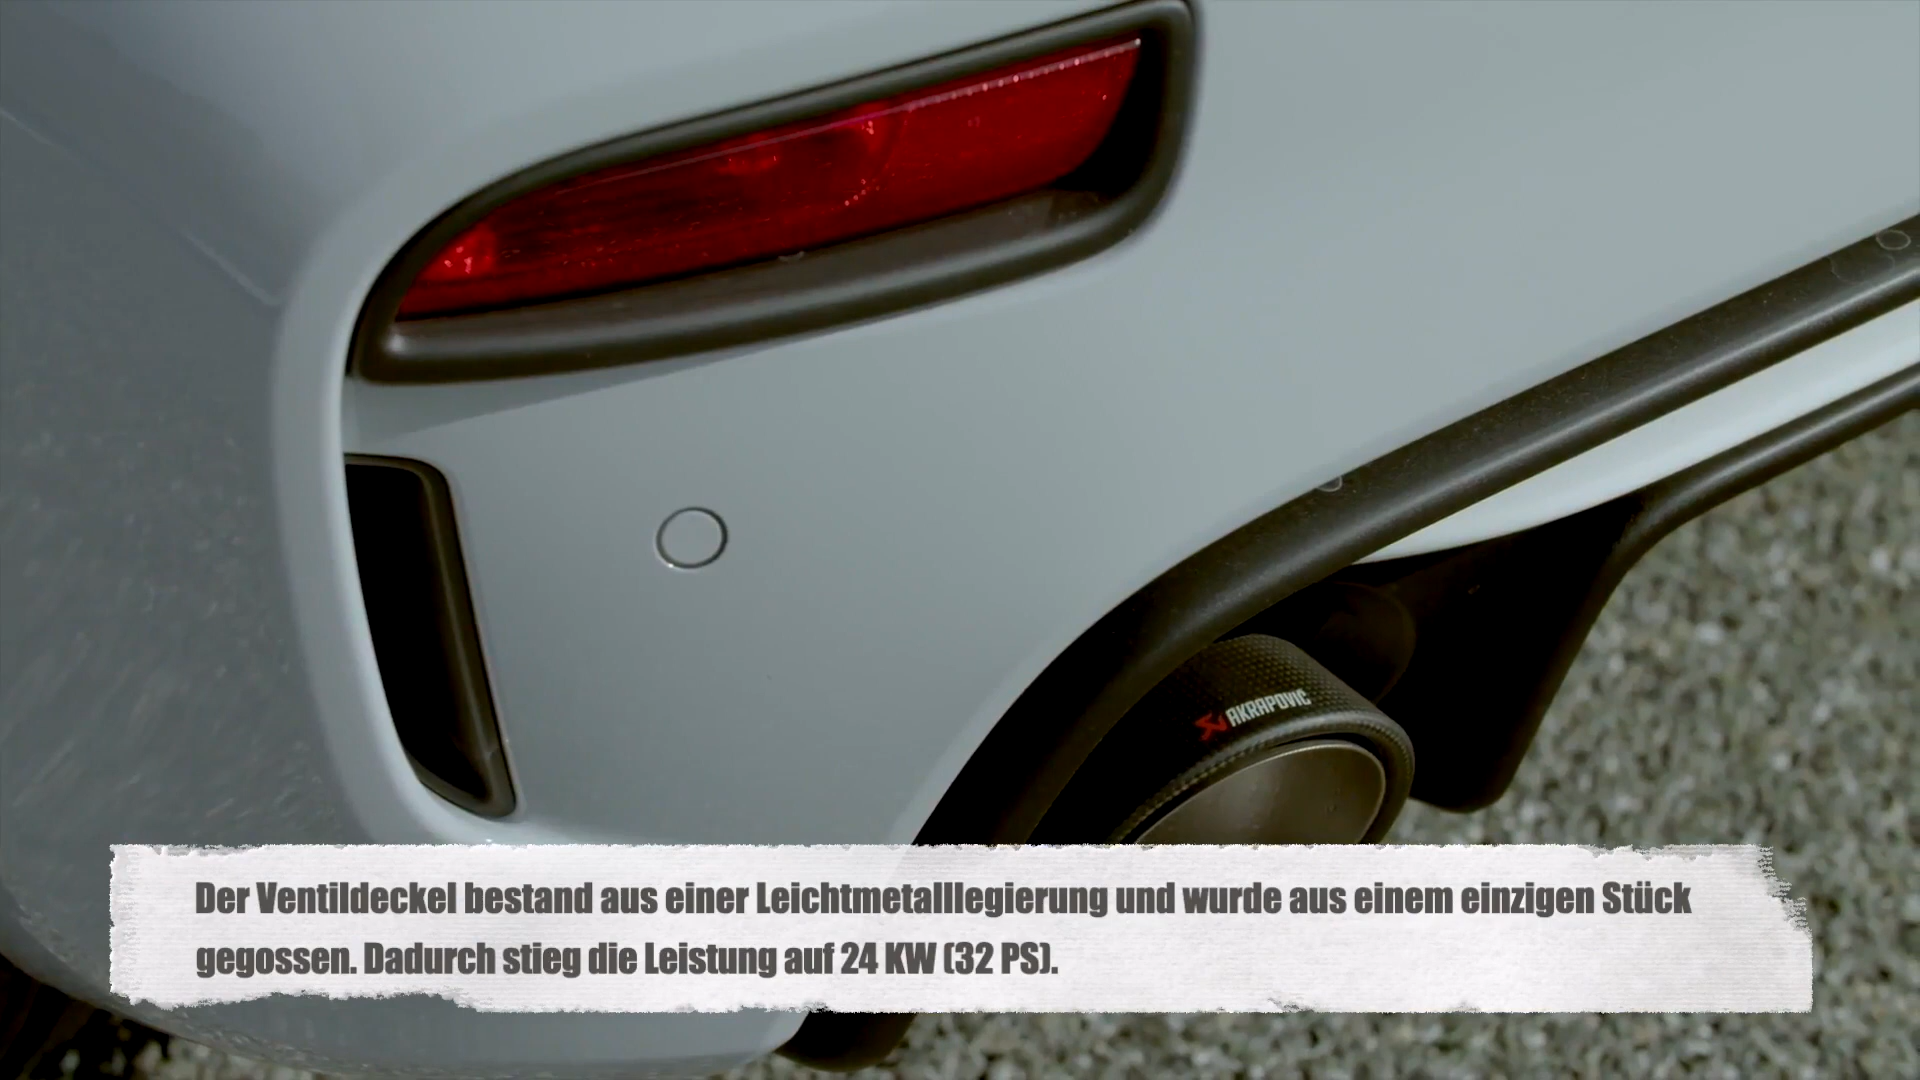 AKRAPOVIČ
Der Ventildeckel bestand aus einer Leichtmetalllegierung und wurde aus einem einzigen Stück
gegossen. Dadurch stieg die Leistung auf 24 KW (32 PS).